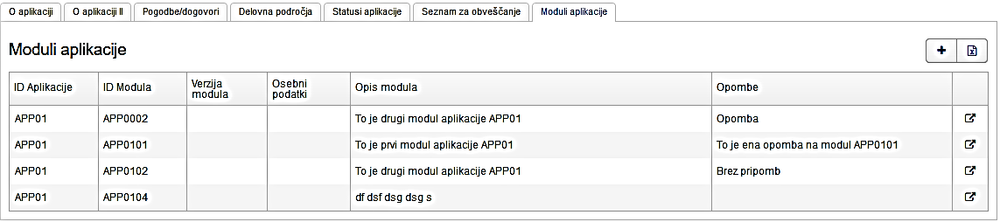 O aplikaciji O aplikaciji II Pogodbe/dogovori Delovna področja Statusi aplikacije Seznam za obveščanje Moduli aplikacije
Moduli aplikacije
ID Aplikacije ID Modula Verzija modula Osebni podatki Opis modula Opombe
APP01 APP0002 To je drugi modul aplikacije APP01 Opomba
APP01 APP0101 To je prvi modul aplikacije APP01 To je ena opomba na modul APP0101
APP01 APP0102 To je drugi modul aplikacije APP01 Brez pripomb
APP01 APP0104 df dsf dsg dsg s